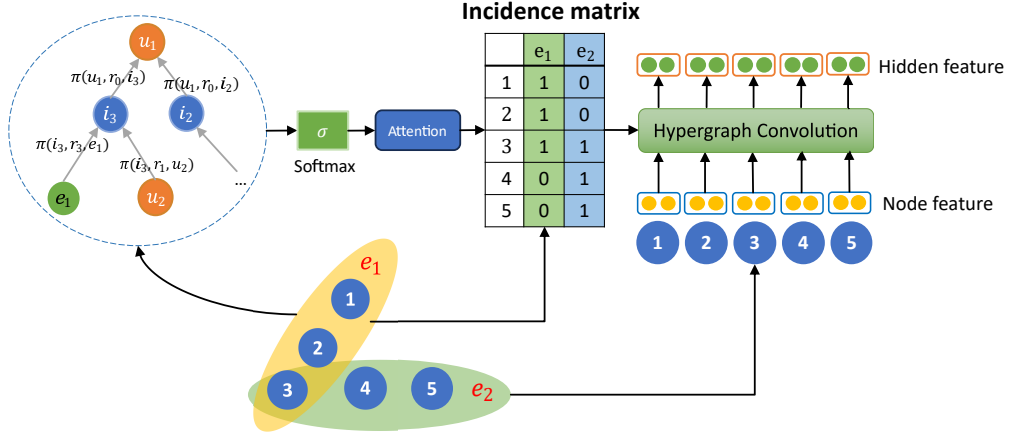 Incidence matrix
u₁
π(u₁, r₀, i₃)
π(u₁, r₀, i₂)
i₃
i₂
π(i₃, r₃, e₁)
π(i₃, r₁, u₂)
e₁
u₂
...
σ
Softmax
Attention
e₁ e₂
1 1 0
2 1 0
3 1 1
4 0 1
5 0 1
Hidden feature
Hypergraph Convolution
Node feature
1 2 3 4 5
e₁
1
2
3 4 5
e₂